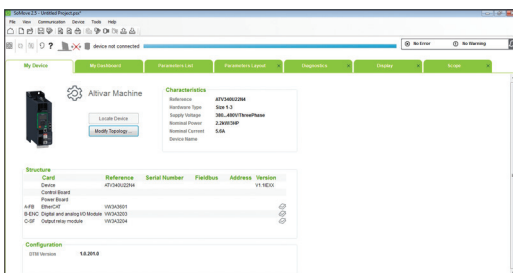 SoMove 2.5 - Untitled Project.psx*
File View Communication Device Tools Help
device not connected
No Error No Warning
My Device My Dashboard Parameters List Parameters Layout Diagnostics Display Scope
Altivar Machine
Locate Device
Modify Topology...
Characteristics
Reference ATV340U22N4
Hardware Type Size 1-3
Supply Voltage 380...480V/ThreePhase
Nominal Power 2.2kW/3HP
Nominal Current 5.6A
Device Name
Structure
Card Reference Serial Number Fieldbus Address Version
Device ATV340U22N4 V1.1IEXX
Control Board
Power Board
A-FB EtherCAT VW3A3601
B-ENC Digital and analog I/O Module VW3A3203
C-SF Output relay module VW3A3204
Configuration
DTM Version 1.0.201.0